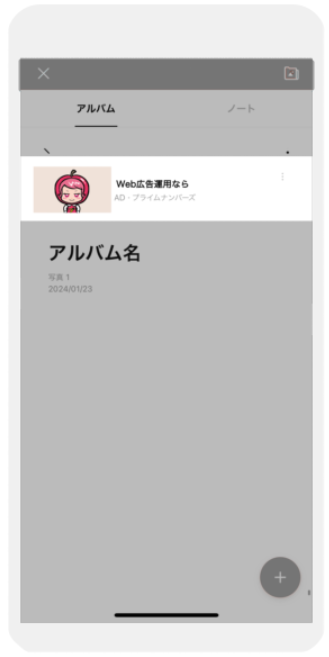 アルバム
ノート
Web広告運用なら
AD・プライムナンバーズ
アルバム名
写真 1
2024/01/23